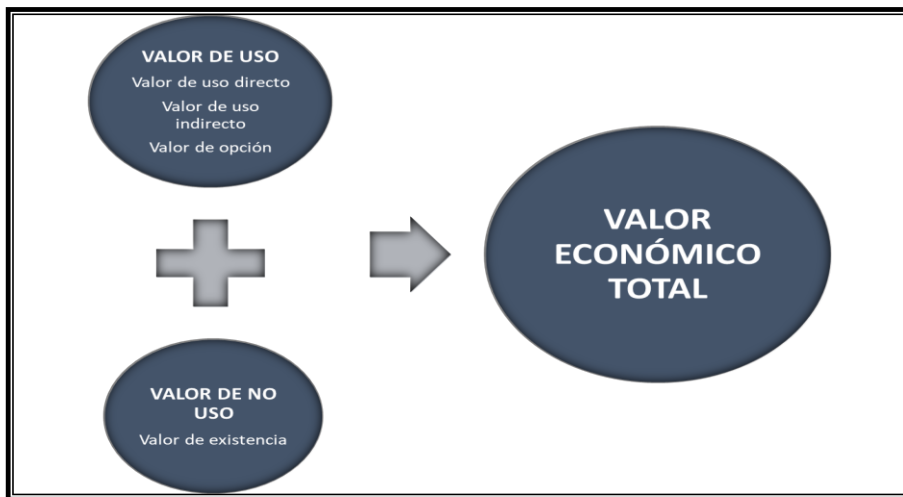 VALOR DE USO
Valor de uso directo
Valor de uso
indirecto
Valor de opción
VALOR DE NO
USO
Valor de existencia
VALOR
ECONÓMICO
TOTAL